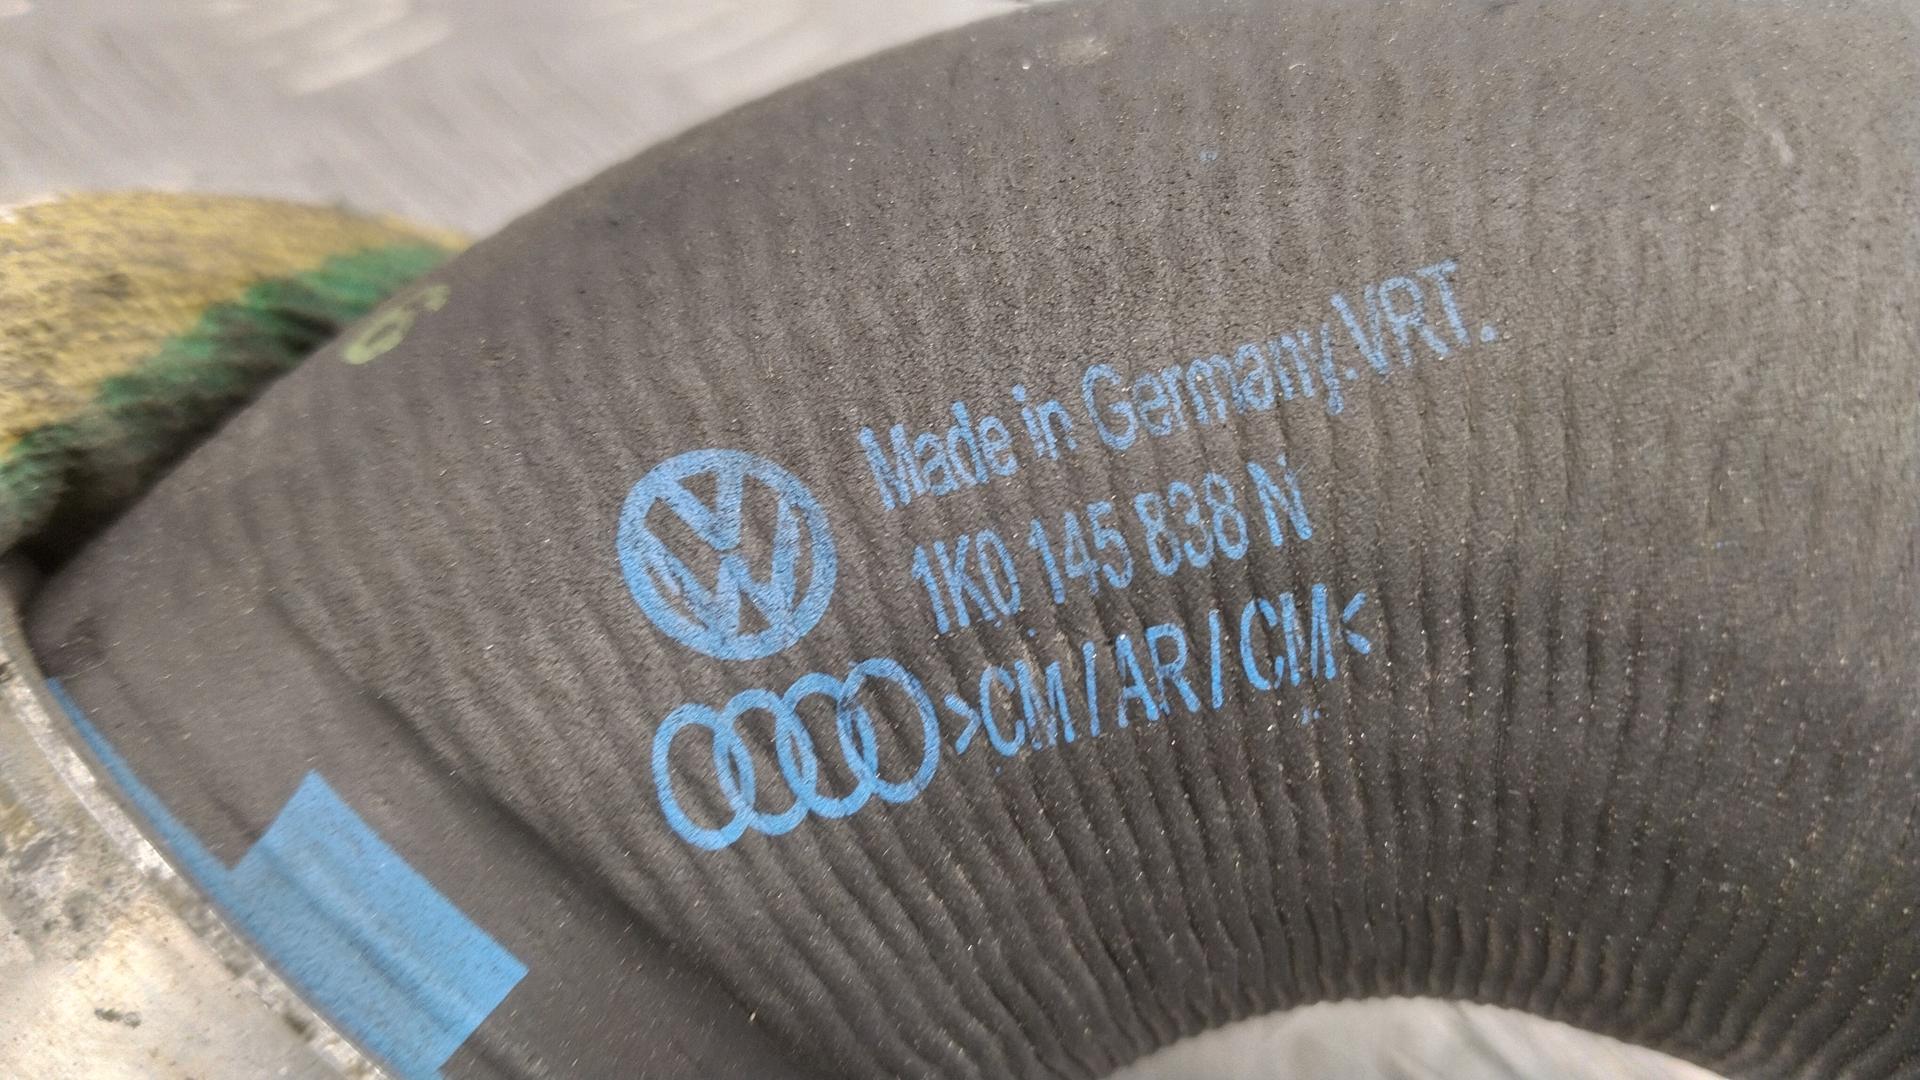 Made in Germany.VRT.
1K0 145 838 N
>CM/AR/CM<